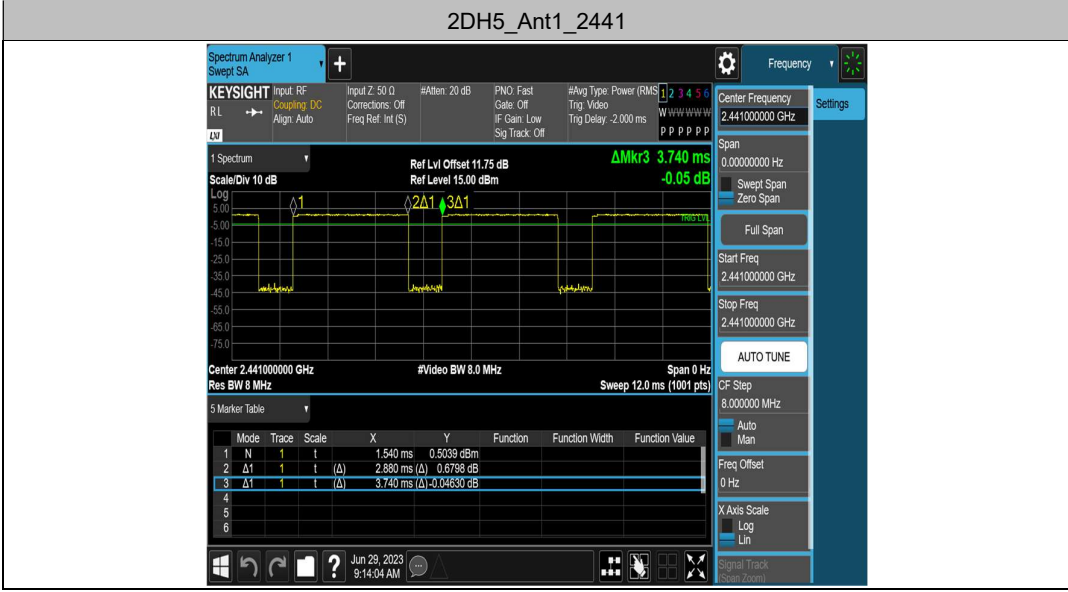 2DH5_Ant1_2441
Spectrum Analyzer 1
Swept SA
+
Frequency
KEYSIGHT
RL
LXI
Input: RF
Coupling: DC
Align: Auto
Input Z: 50 Ω
Corrections: Off
Freq Ref: Int (S)
#Atten: 20 dB
PNO: Fast
Gate: Off
IF Gain: Low
Sig Track: Off
#Avg Type: Power (RMS
Trig: Video
Trig Delay: -2.000 ms
1 2 3 4 5 6
W W W W W W
P P P P P P
1 Spectrum
Scale/Div 10 dB
Ref Lvl Offset 11.75 dB
Ref Level 15.00 dBm
ΔMkr3 3.740 ms
-0.05 dB
Log
5.00
-5.00
-15.0
-25.0
-35.0
-45.0
-55.0
-65.0
-75.0
1
2Δ1
3Δ1
TRIG LVL
Center 2.441000000 GHz
#Video BW 8.0 MHz
Span 0 Hz
Res BW 8 MHz
Sweep 12.0 ms (1001 pts)
5 Marker Table
Mode Trace Scale X Y Function Function Width Function Value
1 N 1 t 1.540 ms 0.5039 dBm
2 Δ1 1 t (Δ) 2.880 ms (Δ) 0.6798 dB
3 Δ1 1 t (Δ) 3.740 ms (Δ) -0.04630 dB
4
5
6
Jun 29, 2023
9:14:04 AM
?
Center Frequency
2.441000000 GHz
Settings
Span
0.00000000 Hz
Swept Span
Zero Span
Full Span
Start Freq
2.441000000 GHz
Stop Freq
2.441000000 GHz
AUTO TUNE
CF Step
8.000000 MHz
Auto
Man
Freq Offset
0 Hz
X Axis Scale
Log
Lin
Signal Track
(Span Zoom)